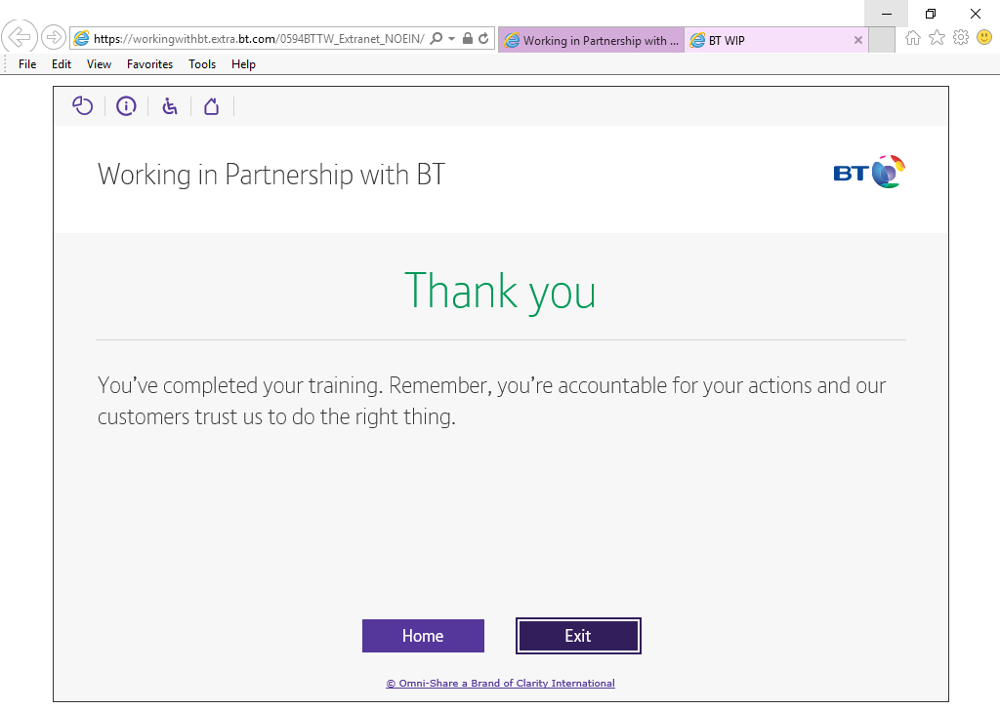 https://workingwithbt.extra.bt.com/0594BTTW_Extranet_NOEIN/
Working in Partnership with ...
BT WIP
File Edit View Favorites Tools Help
Working in Partnership with BT
BT
Thank you
You've completed your training. Remember, you're accountable for your actions and our
customers trust us to do the right thing.
Home
Exit
© Omni-Share a Brand of Clarity International